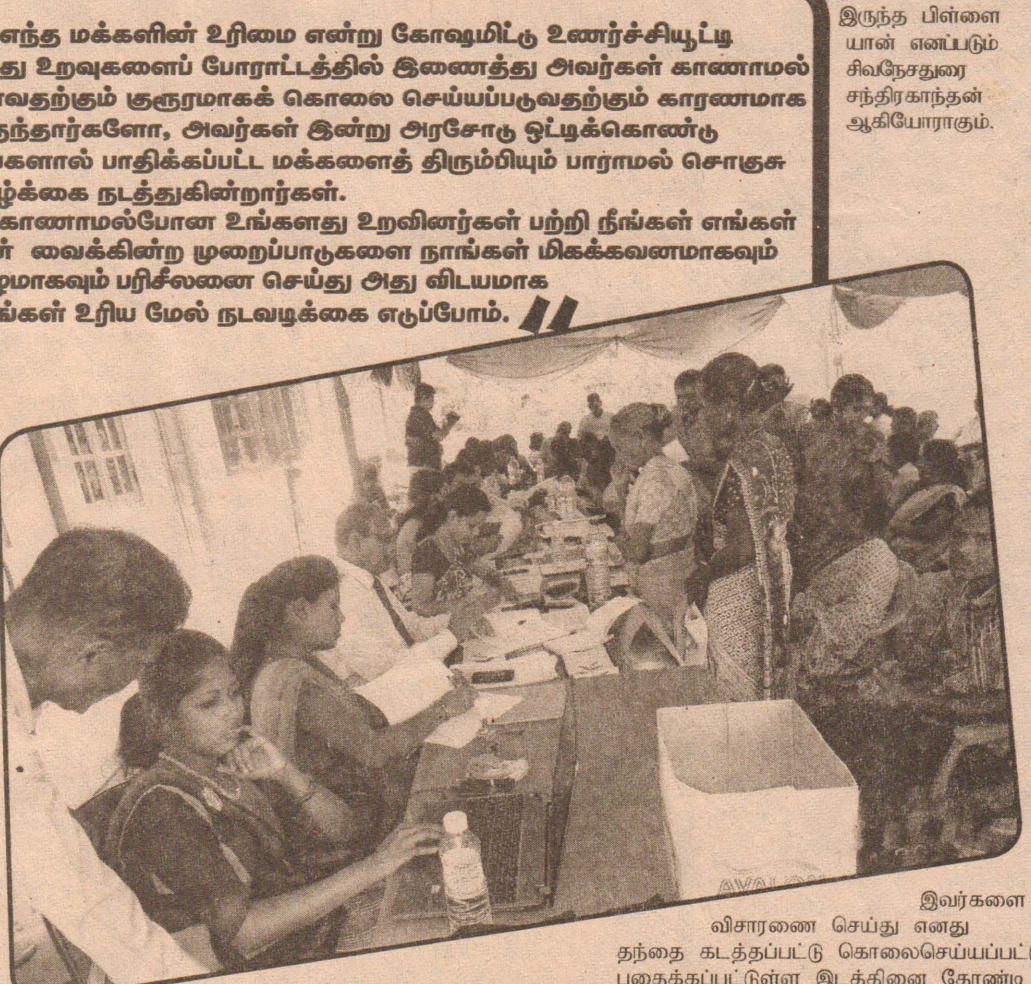 எந்த மக்களின் உரிமை என்று கோஷமிட்டு உணர்ச்சியூட்டி
து உறவுகளைப் போராட்டத்தில் இணைத்து அவர்கள் காணாமல்
வதற்கும் குரூரமாகக் கொலை செய்யப்படுவதற்கும் காரணமாக
ந்தார்களோ, அவர்கள் இன்று அரசோடு ஒட்டிக்கொண்டு
களால் பாதிக்கப்பட்ட மக்களைத் திரும்பியும் பாராமல் சொகுசு
க்கை நடத்துகின்றார்கள்.
காணாமல்போன உங்களது உறவினர்கள் பற்றி நீங்கள் எங்கள்
ன் வைக்கின்ற முறைப்பாடுகளை நாங்கள் மிகக்கவனமாகவும்
மாகவும் பரிசீலனை செய்து அது விடயமாக
ங்கள் உரிய மேல் நடவடிக்கை எடுப்போம்.
இருந்த பிள்ளை
யான் எனப்படும்
சிவநேசதுரை
சந்திரகாந்தன்
ஆகியோராகும்.
AVALON
இவர்களை
விசாரணை செய்து எனது
தந்தை கடத்தப்பட்டு கொலைசெய்யப்பட்டு
புதைக்கப்பட்டுள்ள இடத்தினை தோண்டி